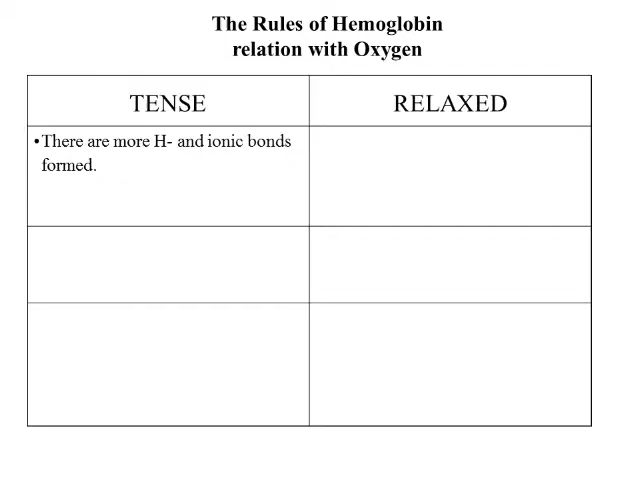 The Rules of Hemoglobin
relation with Oxygen
TENSE
RELAXED
•There are more H- and ionic bonds
formed.